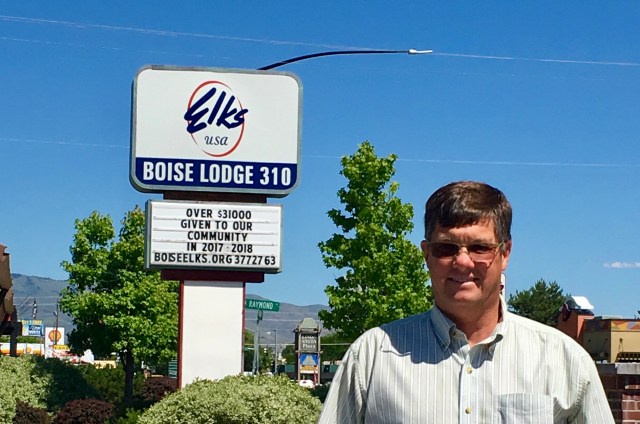 Elks
usa
BOISE LODGE 310
OVER $31000
GIVEN TO OUR
COMMUNITY
IN 2017-2018
BOISEELKS.ORG 3772763
RAYMOND